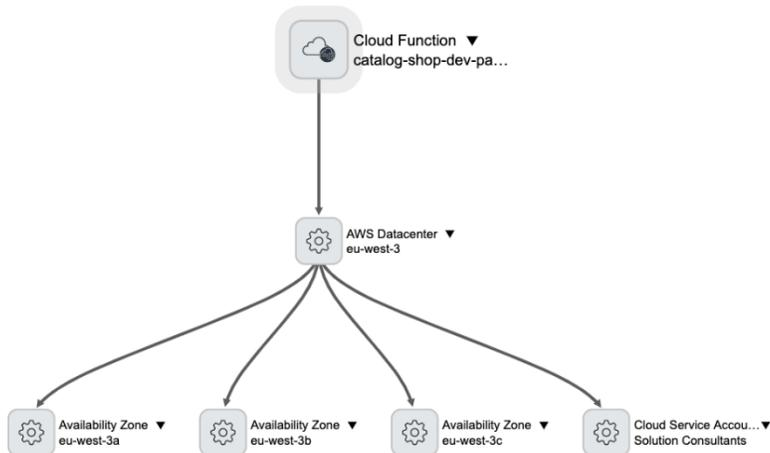 Cloud Function ▼
catalog-shop-dev-pa...
AWS Datacenter ▼
eu-west-3
Availability Zone ▼
eu-west-3a
Availability Zone ▼
eu-west-3b
Availability Zone ▼
eu-west-3c
Cloud Service Accou...▼
Solution Consultants